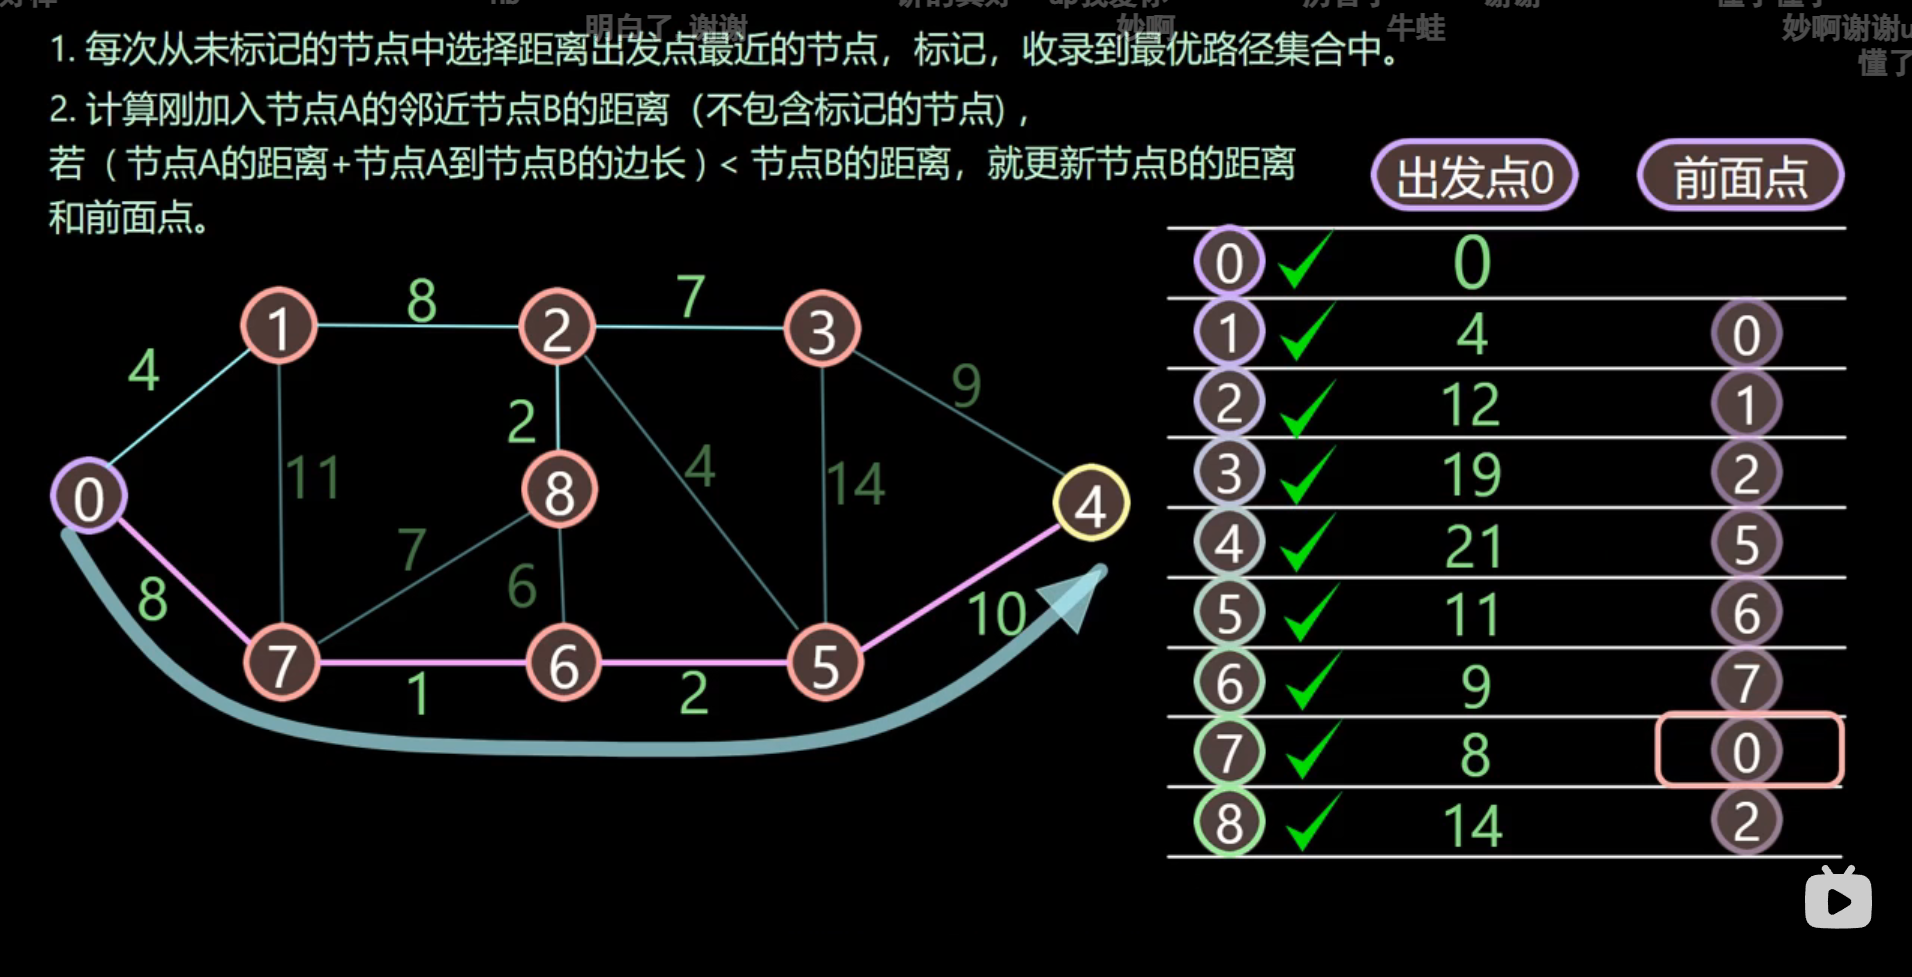 明白了,谢谢
妙啊
牛蛙
妙啊谢谢u
懂了
1. 每次从未标记的节点中选择距离出发点最近的节点，标记，收录到最优路径集合中。
2. 计算刚加入节点A的邻近节点B的距离（不包含标记的节点），
若（节点A的距离+节点A到节点B的边长）< 节点B的距离，就更新节点B的距离
和前面点。
出发点0 前面点
0 0
1 4 0
2 12 1
3 19 2
4 21 5
5 11 6
6 9 7
7 8 0
8 14 2
8 7
1 2 3
4 9
2
11 4 14
0 8 4
7 6
8 10
7 6 5
1 2